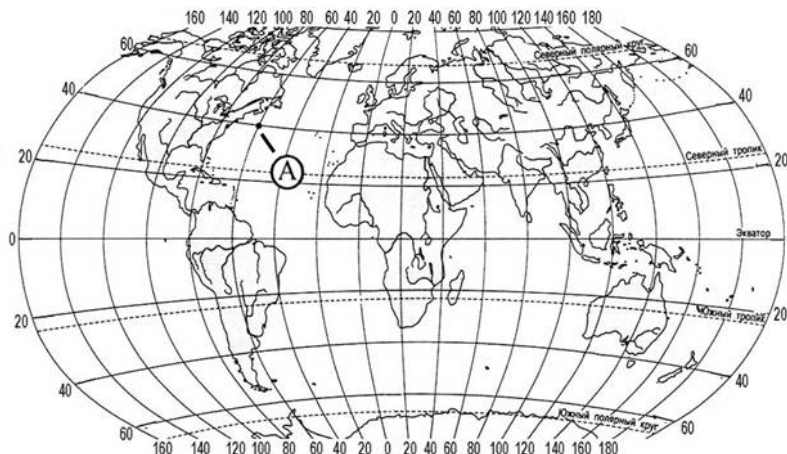 160 140 120 100 80 60 40 20 0 20 40 60 80 100 120 140 160 180
60 Северный полярный круг 60
40 40
А
Северный тропик
20 20
0 Экватор 0
Южный тропик
20 20
40 40
Южный полярный круг
60 60
160 140 120 100 80 60 40 20 0 20 40 60 80 100 120 140 160 180